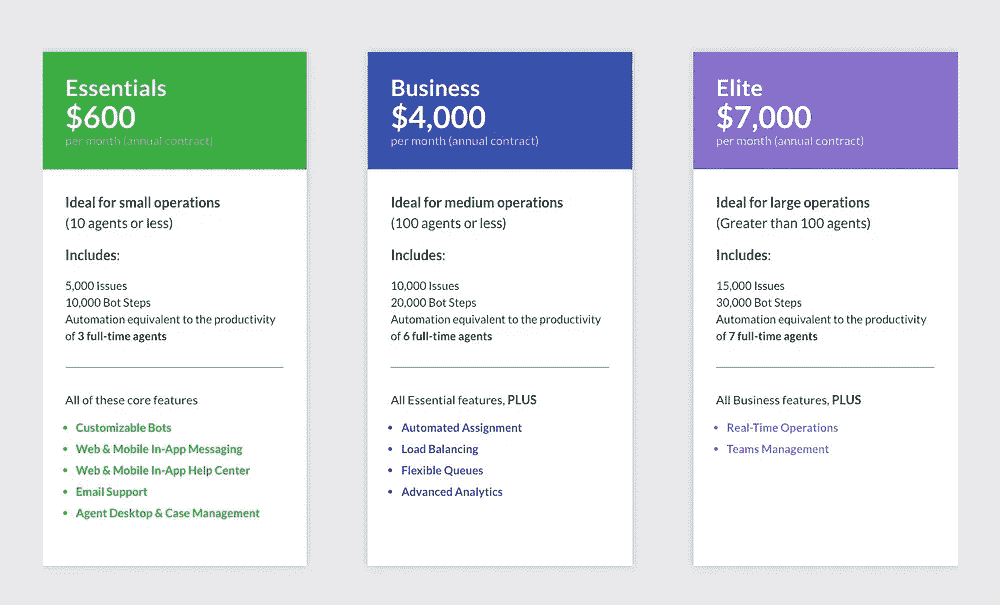 Essentials
$600
per month (annual contract)
Ideal for small operations
(10 agents or less)
Includes:
5,000 Issues
10,000 Bot Steps
Automation equivalent to the productivity
of 3 full-time agents
All of these core features
• Customizable Bots
• Web & Mobile In-App Messaging
• Web & Mobile In-App Help Center
• Email Support
• Agent Desktop & Case Management
Business
$4,000
per month (annual contract)
Ideal for medium operations
(100 agents or less)
Includes:
10,000 Issues
20,000 Bot Steps
Automation equivalent to the productivity
of 6 full-time agents
All Essential features, PLUS
• Automated Assignment
• Load Balancing
• Flexible Queues
• Advanced Analytics
Elite
$7,000
per month (annual contract)
Ideal for large operations
(Greater than 100 agents)
Includes:
15,000 Issues
30,000 Bot Steps
Automation equivalent to the productivity
of 7 full-time agents
All Business features, PLUS
• Real-Time Operations
• Teams Management